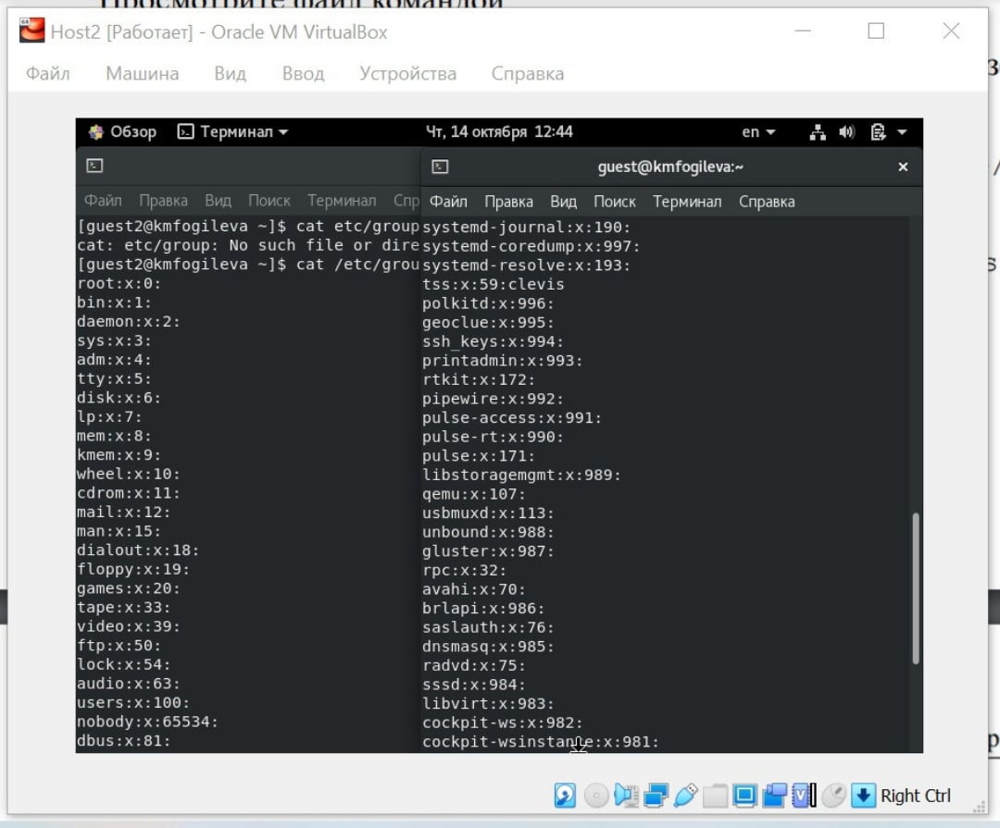 Просмотрите файл командой
Host2 [Работает] - Oracle VM VirtualBox
Файл Машина Вид Ввод Устройства Справка
Обзор Терминал Чт, 14 октября 12:44 en
Файл Правка Вид Поиск Терминал Спр
[guest2@kmfogileva ~]$ cat etc/group
cat: etc/group: No such file or dire
[guest2@kmfogileva ~]$ cat /etc/grou
root:x:0:
bin:x:1:
daemon:x:2:
sys:x:3:
adm:x:4:
tty:x:5:
disk:x:6:
lp:x:7:
mem:x:8:
kmem:x:9:
wheel:x:10:
cdrom:x:11:
mail:x:12:
man:x:15:
dialout:x:18:
floppy:x:19:
games:x:20:
tape:x:33:
video:x:39:
ftp:x:50:
lock:x:54:
audio:x:63:
users:x:100:
nobody:x:65534:
dbus:x:81:
guest@kmfogileva:~
Файл Правка Вид Поиск Терминал Справка
systemd-journal:x:190:
systemd-coredump:x:997:
systemd-resolve:x:193:
tss:x:59:clevis
polkitd:x:996:
geoclue:x:995:
ssh_keys:x:994:
printadmin:x:993:
rtkit:x:172:
pipewire:x:992:
pulse-access:x:991:
pulse-rt:x:990:
pulse:x:171:
libstoragemgmt:x:989:
qemu:x:107:
usbmuxd:x:113:
unbound:x:988:
gluster:x:987:
rpc:x:32:
avahi:x:70:
brlapi:x:986:
saslauth:x:76:
dnsmasq:x:985:
radvd:x:75:
sssd:x:984:
libvirt:x:983:
cockpit-ws:x:982:
cockpit-wsinstance:x:981:
Right Ctrl